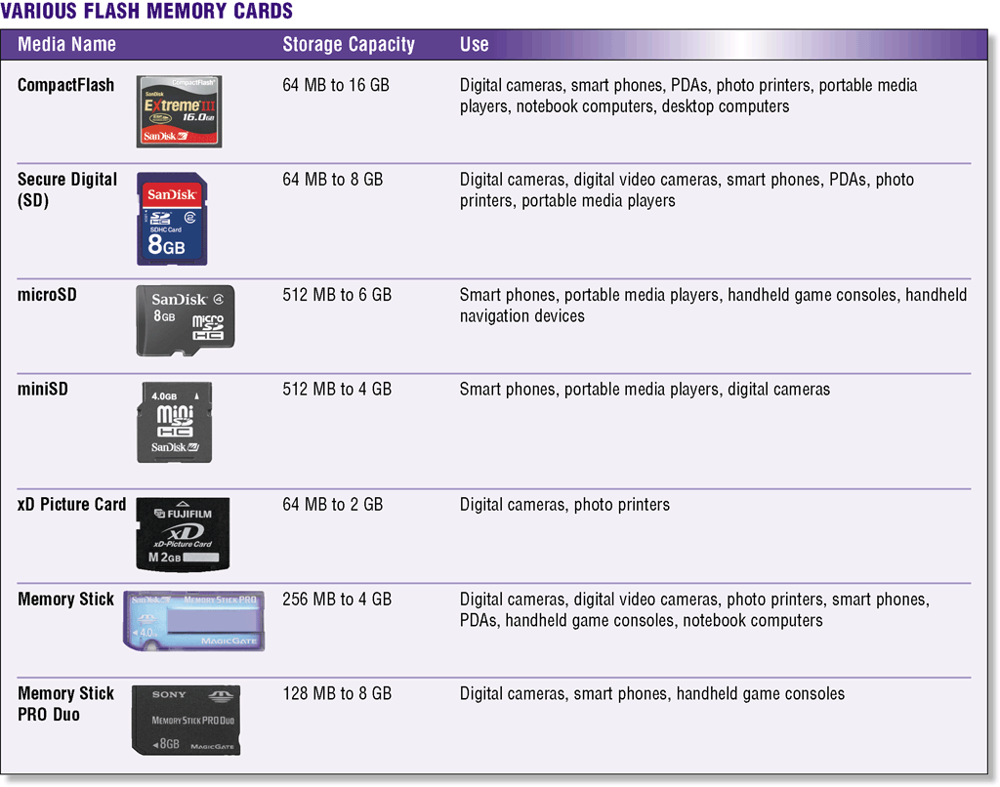 VARIOUS FLASH MEMORY CARDS
Media Name Storage Capacity Use
CompactFlash 64 MB to 16 GB Digital cameras, smart phones, PDAs, photo printers, portable media
players, notebook computers, desktop computers
CompactFlash
SanDisk
Extreme III
16.0GB
SanDisk
Secure Digital 64 MB to 8 GB Digital cameras, digital video cameras, smart phones, PDAs, photo
(SD) printers, portable media players
SanDisk
SD HC
SDHC Card
8GB
microSD 512 MB to 6 GB Smart phones, portable media players, handheld game consoles, handheld
navigation devices
SanDisk 4
8GB micro
SD
HC
miniSD 512 MB to 4 GB Smart phones, portable media players, digital cameras
4.0GB
mini
SD
HC
SanDisk
xD Picture Card 64 MB to 2 GB Digital cameras, photo printers
FUJIFILM
xD
xD-Picture Card
M 2GB
Memory Stick 256 MB to 4 GB Digital cameras, digital video cameras, photo printers, smart phones,
PDAs, handheld game consoles, notebook computers
SanDisk MEMORY STICK PRO
MAGICGATE
Memory Stick 128 MB to 8 GB Digital cameras, smart phones, handheld game consoles
PRO Duo
SONY
MEMORY STICK PRO DUO
8GB MAGICGATE